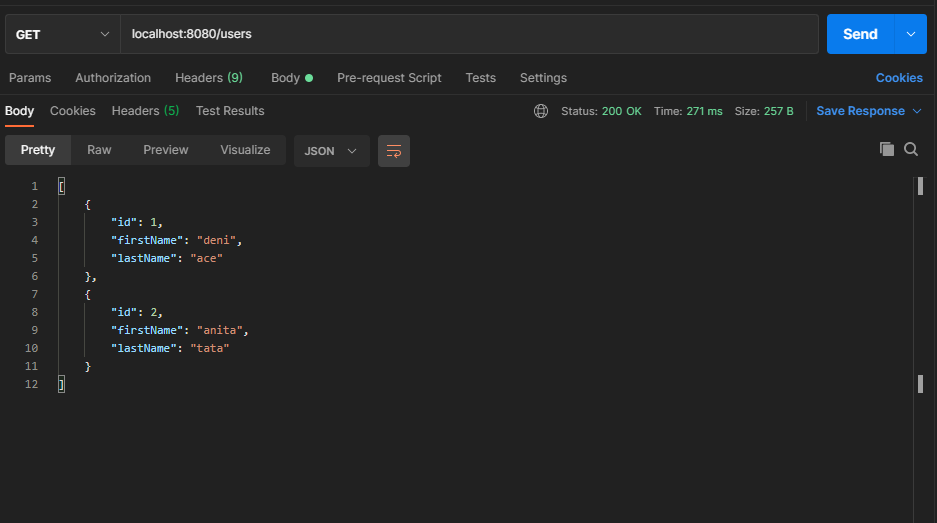 GET localhost:8080/users Send
Params Authorization Headers (9) Body Pre-request Script Tests Settings Cookies
Body Cookies Headers (5) Test Results Status: 200 OK Time: 271 ms Size: 257 B Save Response
Pretty Raw Preview Visualize JSON
1 [
2 {
3 "id": 1,
4 "firstName": "deni",
5 "lastName": "ace"
6 },
7 {
8 "id": 2,
9 "firstName": "anita",
10 "lastName": "tata"
11 }
12 ]